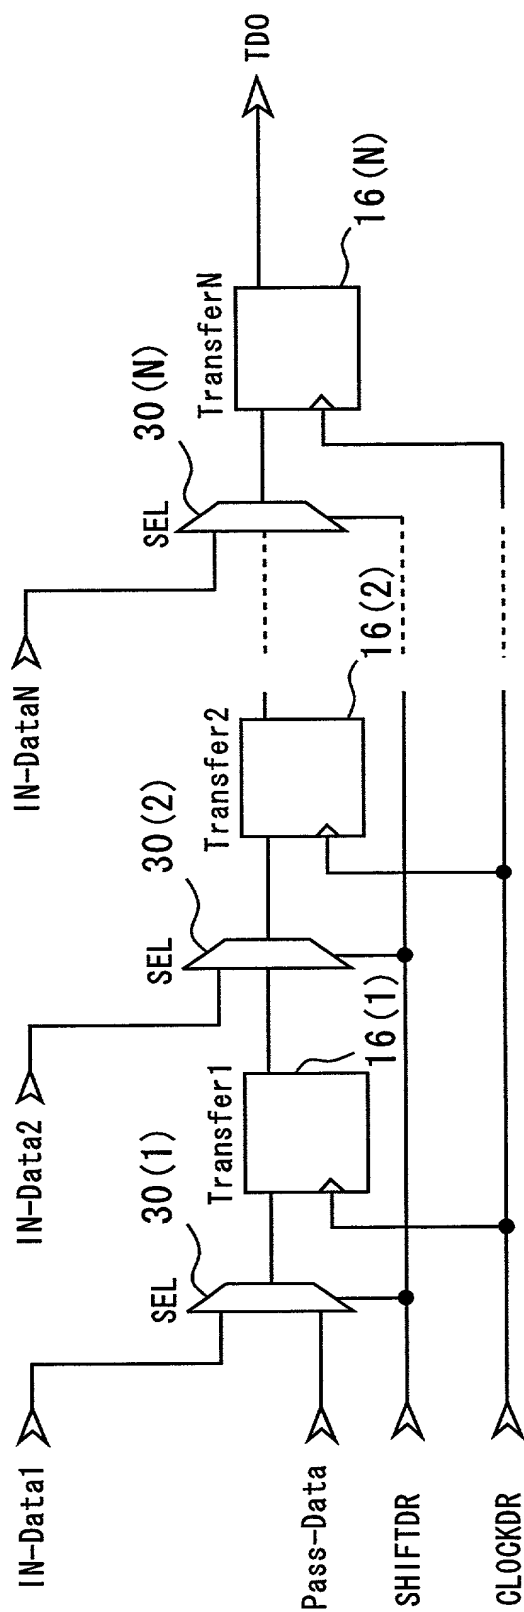 IN-Data1
IN-Data2
IN-DataN
SEL
30(1)
Transfer1
16(1)
SEL
30(2)
Transfer2
16(2)
SEL
30(N)
TransferN
16(N)
TDO
Pass-Data
SHIFTDR
CLOCKDR